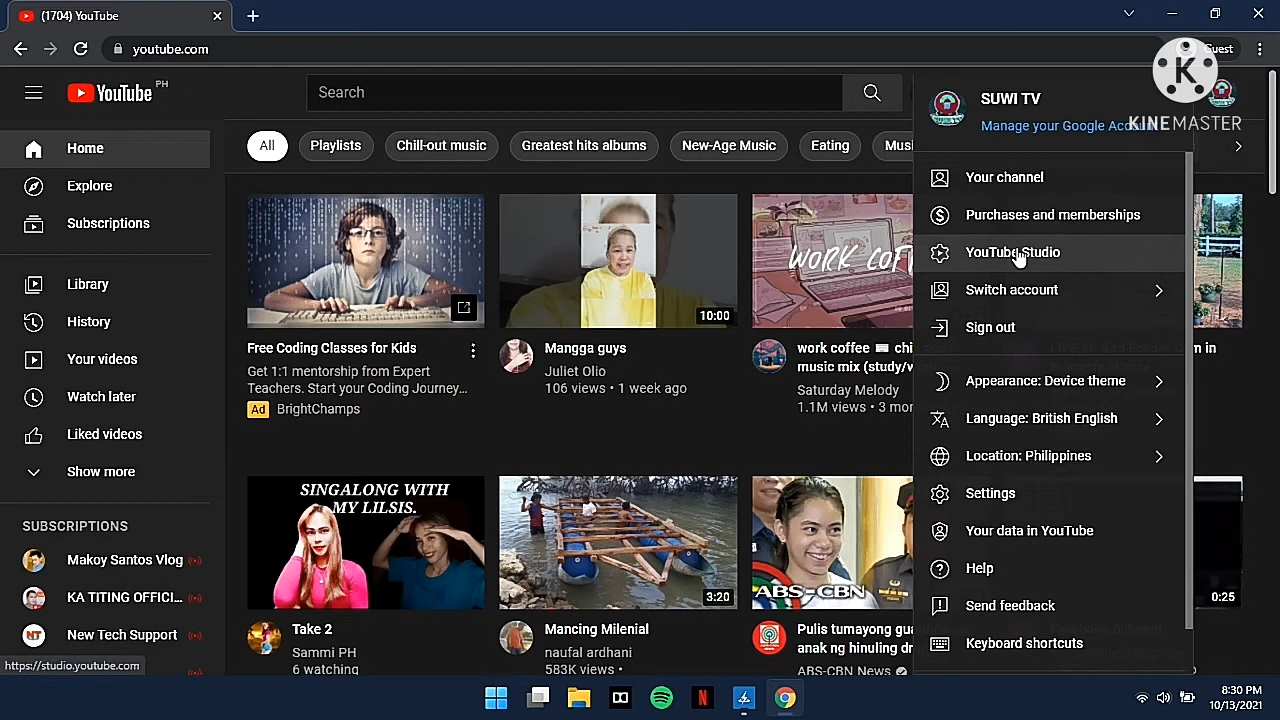 (1704) YouTube
youtube.com
Guest
YouTube PH
Search
K
KINEMASTER
SUWI TV
Manage your Google Account
All
Playlists
Chill-out music
Greatest hits albums
New-Age Music
Eating
Home
Explore
Subscriptions
Library
History
Your videos
Watch later
Liked videos
Show more
SUBSCRIPTIONS
Makoy Santos Vlog
KA TITING OFFICI...
New Tech Support
NT
https://studio.youtube.com
Free Coding Classes for Kids
Get 1:1 mentorship from Expert
Teachers. Start your Coding Journey...
Ad BrightChamps
10:00
Mangga guys
Juliet Olio
106 views • 1 week ago
WORK
work coffee
music mix
Saturday Melody
1.1M views • 3 mor
SINGALONG WITH
MY LILSIS.
Take 2
Sammi PH
6 watching
3:20
Mancing Milenial
naufal ardhani
583K views •
ABS-CBN
Pulis tumayong
anak ng hinuling
ABS-CBN News
0:25
Your channel
Purchases and memberships
YouTube Studio
Switch account
Sign out
Appearance: Device theme
Language: British English
Location: Philippines
Settings
Your data in YouTube
Help
Send feedback
Keyboard shortcuts
8:30 PM
10/13/2021